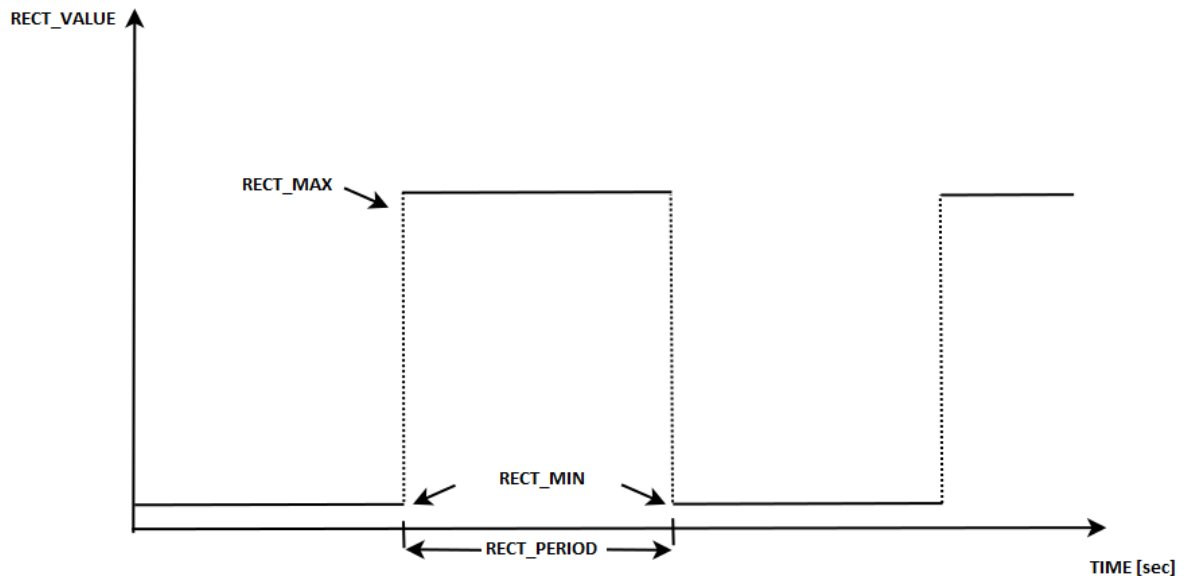 RECT_VALUE
RECT_MAX
RECT_MIN
RECT_PERIOD
TIME [sec]